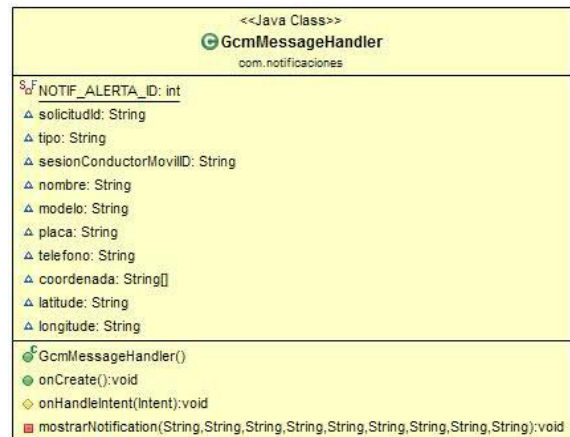 <<Java Class>>
GcmMessageHandler
com.notificaciones
NOTIF_ALERTA_ID: int
solicitudId: String
tipo: String
sesionConductorMovilID: String
nombre: String
modelo: String
placa: String
telefono: String
coordenada: String[]
latitude: String
longitude: String
GcmMessageHandler()
onCreate():void
onHandleIntent(Intent):void
mostrarNotification(String,String,String,String,String,String,String,String,String):void